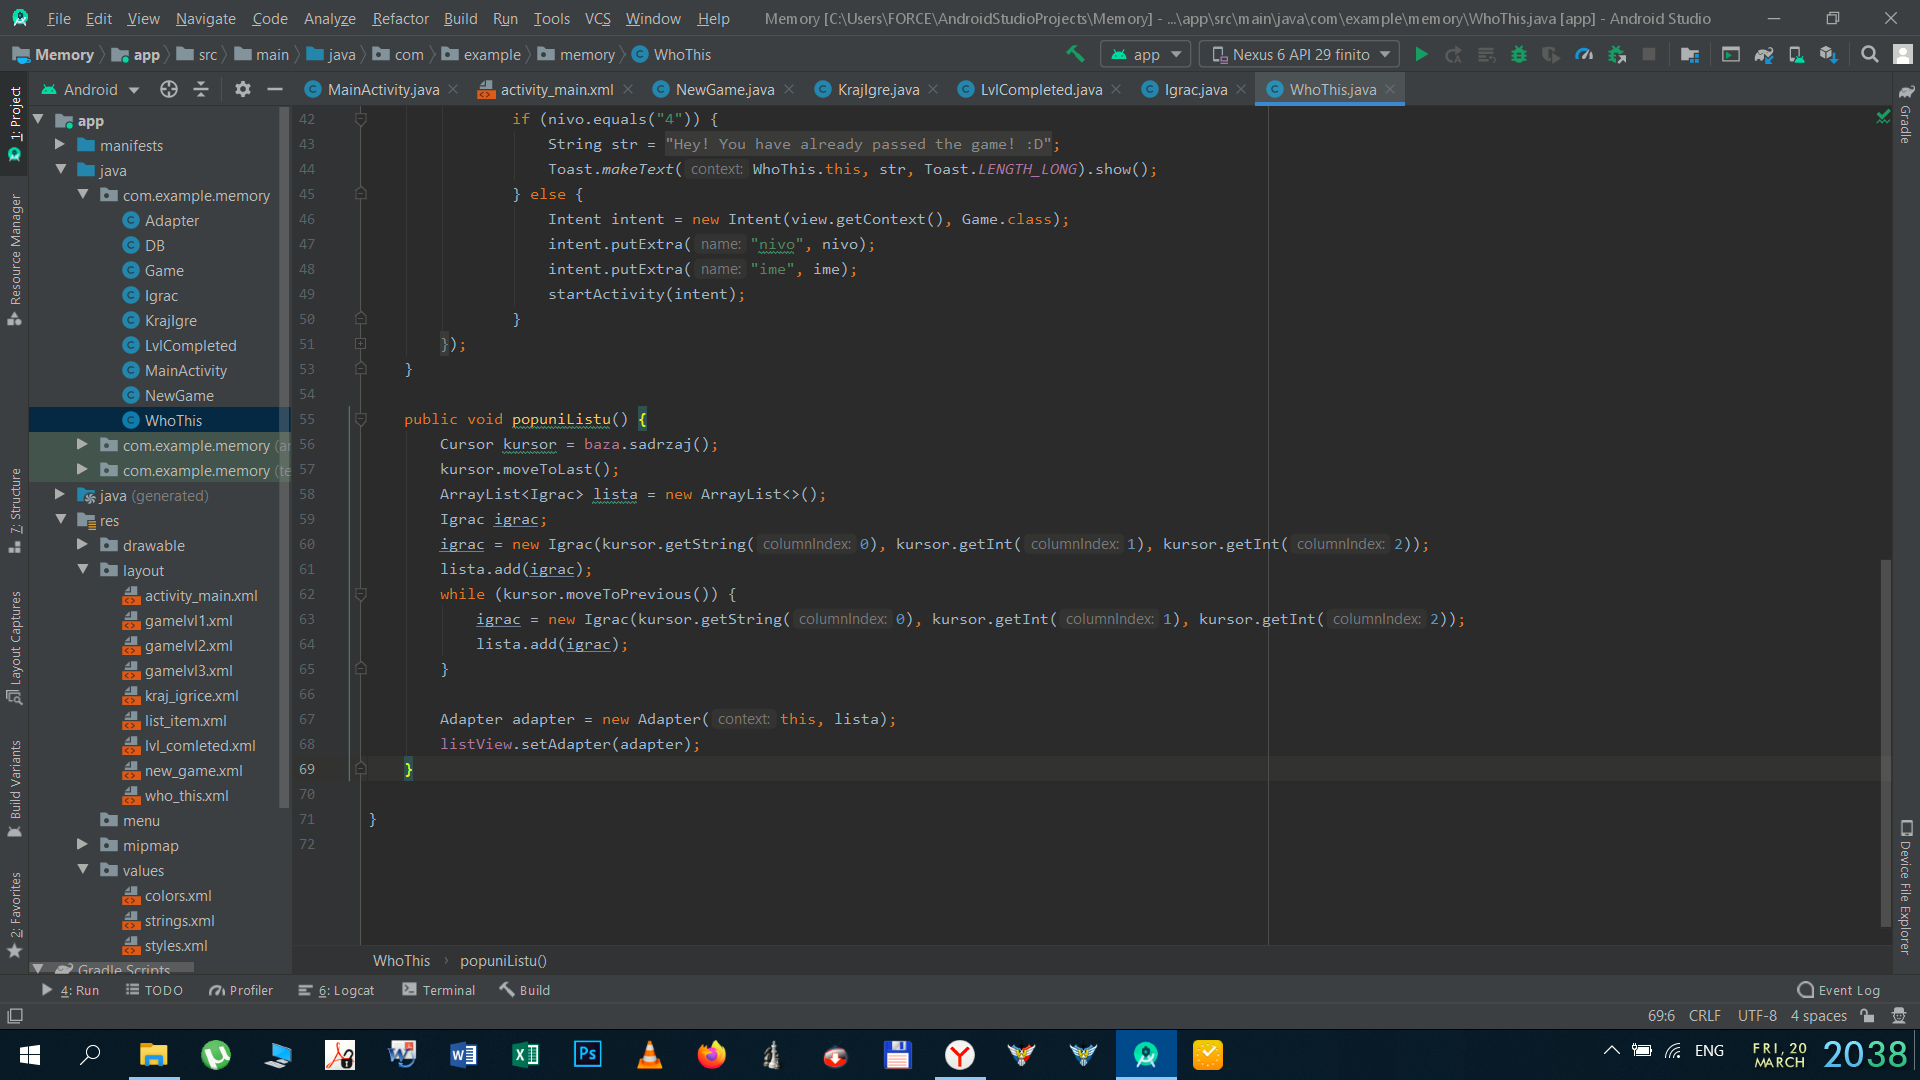 File Edit View Navigate Code Analyze Refactor Build Run Tools VCS Window Help Memory [C:\Users\FORCE\AndroidStudioProjects\Memory] - ...\app\src\main\java\com\example\memory\WhoThis.java [app] - Android Studio
Memory app src main java com example memory WhoThis app Nexus 6 API 29 finito
Android MainActivity.java activity_main.xml NewGame.java KrajIgre.java LvlCompleted.java Igrac.java WhoThis.java
1: Project
Resource Manager
7: Structure
Layout Captures
Build Variants
2: Favorites
app
manifests
java
com.example.memory
Adapter
DB
Game
Igrac
KrajIgre
LvlCompleted
MainActivity
NewGame
WhoThis
com.example.memory
com.example.memory
java (generated)
res
drawable
layout
activity_main.xml
gamelvl1.xml
gamelvl2.xml
gamelvl3.xml
kraj_igrice.xml
list_item.xml
lvl_comleted.xml
new_game.xml
who_this.xml
menu
mipmap
values
colors.xml
strings.xml
styles.xml
Gradle Scripts
42 if (nivo.equals("4")) {
43 String str = "Hey! You have already passed the game! :D";
44 Toast.makeText( context: WhoThis.this, str, Toast.LENGTH_LONG).show();
45 } else {
46 Intent intent = new Intent(view.getContext(), Game.class);
47 intent.putExtra( name: "nivo", nivo);
48 intent.putExtra( name: "ime", ime);
49 startActivity(intent);
50 }
51 });
53 }
54
55 public void popuniListu() {
56 Cursor kursor = baza.sadrzaj();
57 kursor.moveToLast();
58 ArrayList<Igrac> lista = new ArrayList<>();
59 Igrac igrac;
60 igrac = new Igrac(kursor.getString( columnIndex: 0), kursor.getInt( columnIndex: 1), kursor.getInt( columnIndex: 2));
61 lista.add(igrac);
62 while (kursor.moveToPrevious()) {
63 igrac = new Igrac(kursor.getString( columnIndex: 0), kursor.getInt( columnIndex: 1), kursor.getInt( columnIndex: 2));
64 lista.add(igrac);
65 }
66
67 Adapter adapter = new Adapter( context: this, lista);
68 listView.setAdapter(adapter);
69 }
70
71 }
72
Gradle
Device File Explorer
WhoThis popuniListu()
4: Run TODO Profiler 6: Logcat Terminal Build Event Log
69:6 CRLF UTF-8 4 spaces
ENG FRI, 20 MARCH 2038